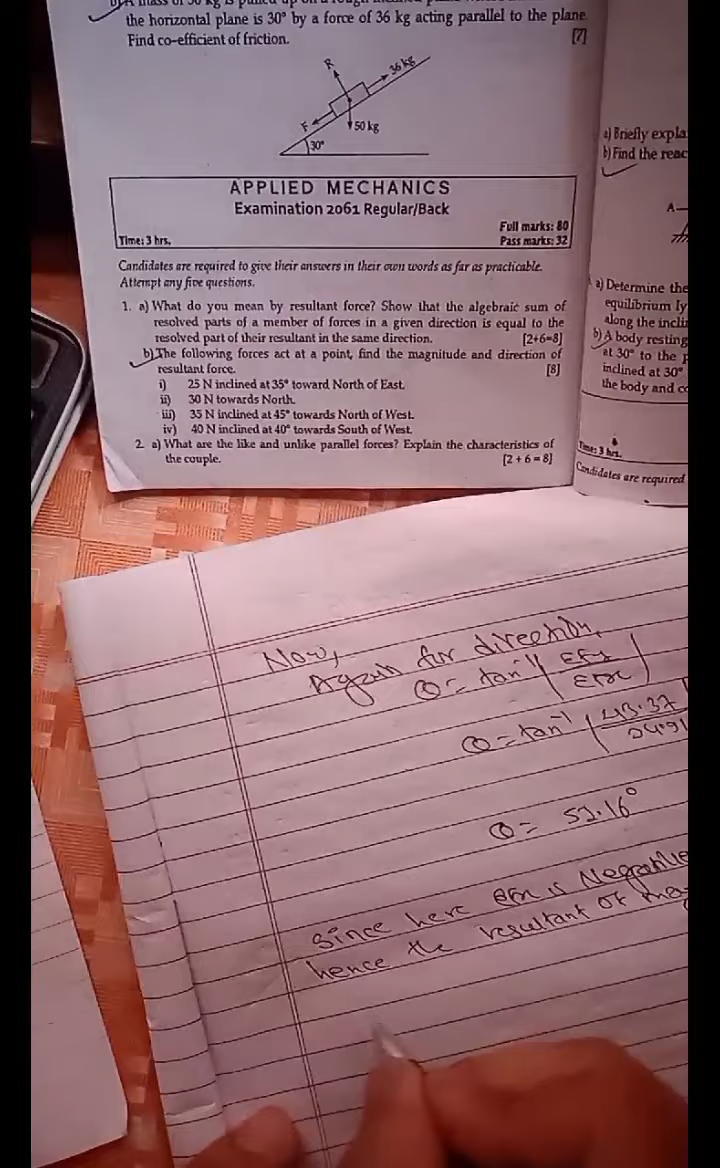 the horizontal plane is 30° by a force of 36 kg acting parallel to the plane.
Find co-efficient of friction. [7]
R
36 kg
F
50 kg
30°
APPLIED MECHANICS
Examination 2061 Regular/Back
Full marks: 80
Time: 3 hrs. Pass marks: 32
Candidates are required to give their answers in their own words as far as practicable.
Attempt any five questions.
1. a) What do you mean by resultant force? Show that the algebraic sum of
resolved parts of a member of forces in a given direction is equal to the
resolved part of their resultant in the same direction. [2+6=8]
b) The following forces act at a point, find the magnitude and direction of
resultant force. [8]
i) 25 N inclined at 35° toward North of East.
ii) 30 N towards North.
iii) 35 N inclined at 45° towards North of West.
iv) 40 N inclined at 40° towards South of West.
2. a) What are the like and unlike parallel forces? Explain the characteristics of
the couple. [2 + 6 = 8]
a) Briefly
b) Find the
A
a) Determine the
equilibrium
along the
b) A body resting
at 30° to the
inclined at 30°
the body and
Time: 3 hrs.
Candidates are required
Now,
Again for direction,
θ = tan⁻¹
θ = tan⁻¹
θ =
Since here is Negative
hence the resultant of